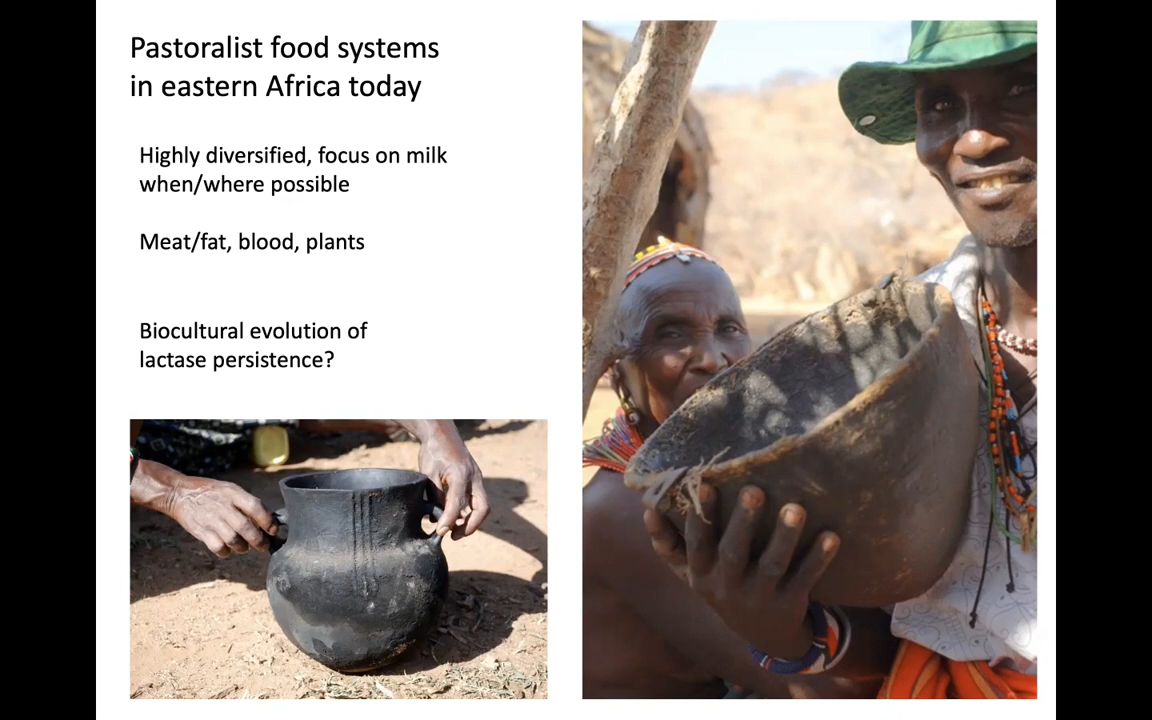 Pastoralist food systems
in eastern Africa today
Highly diversified, focus on milk
when/where possible
Meat/fat, blood, plants
Biocultural evolution of
lactase persistence?